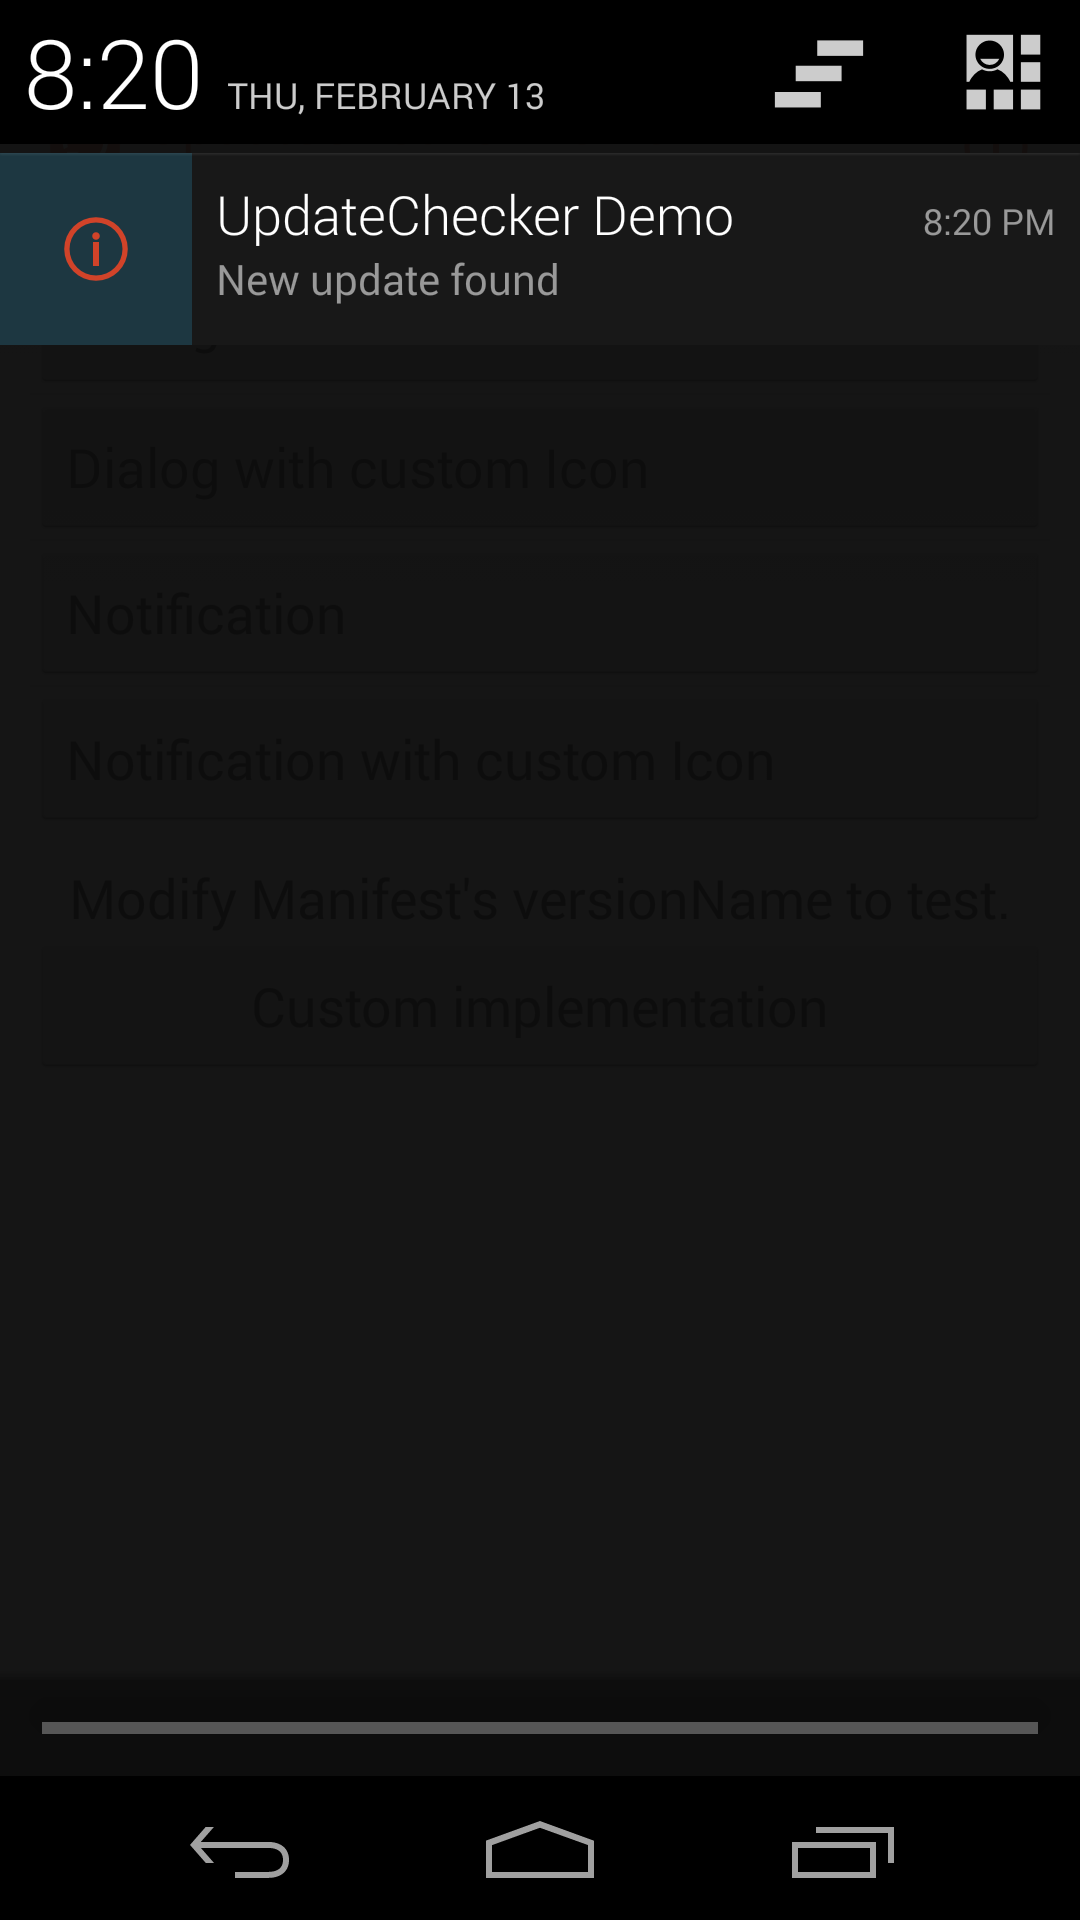 8:20 THU, FEBRUARY 13
UpdateChecker Demo 8:20 PM
New update found
Dialog with custom Icon
Notification
Notification with custom Icon
Modify Manifest's versionName to test.
Custom implementation